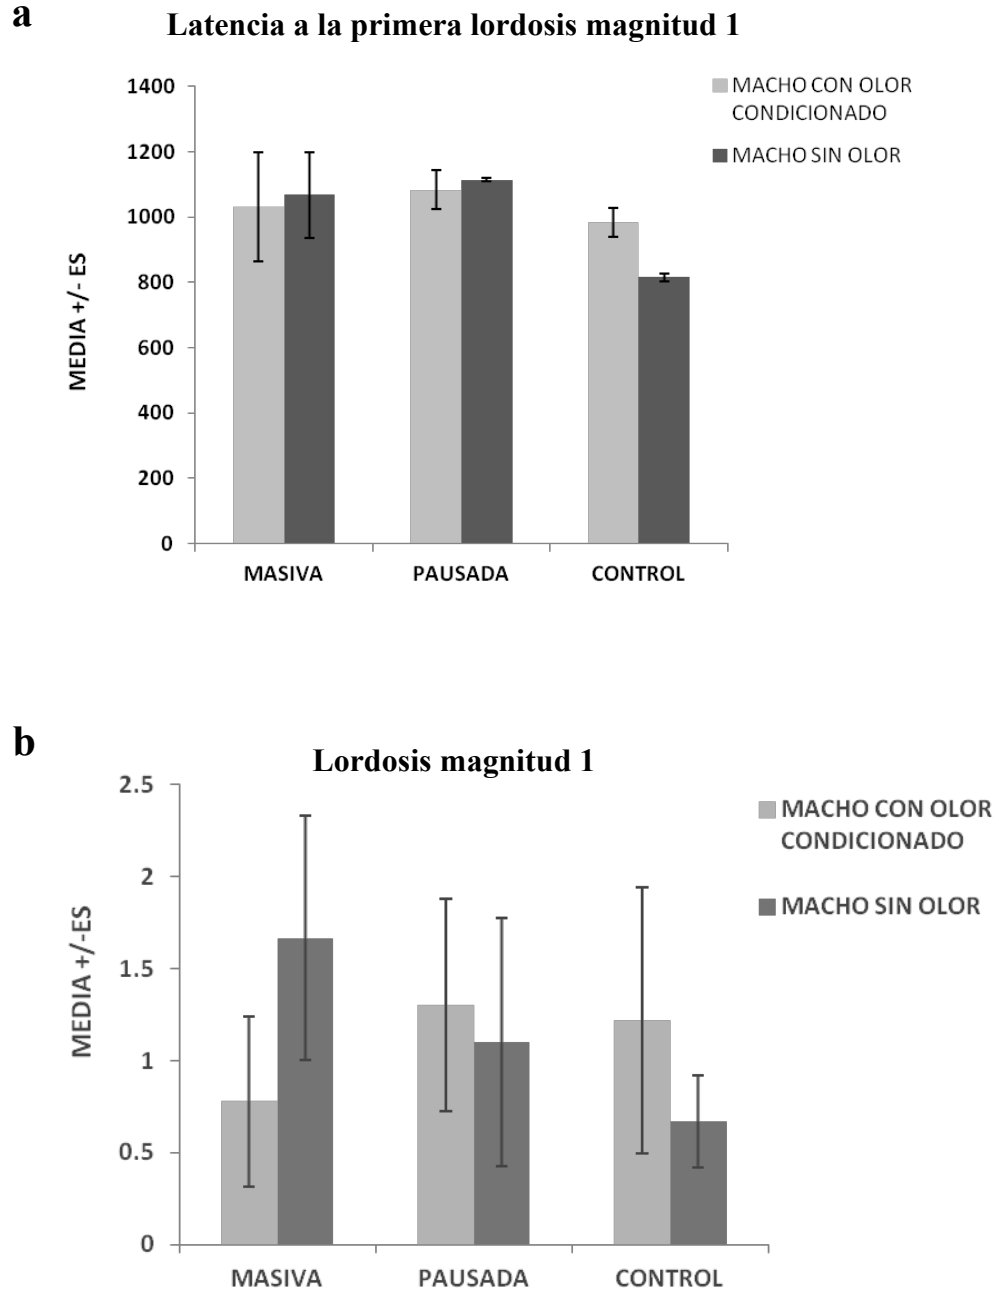 a
Latencia a la primera lordosis magnitud 1
1400
1200
1000
800
600
400
200
0
MEDIA +/- ES
MACHO CON OLOR
CONDICIONADO
MACHO SIN OLOR
MASIVA PAUSADA CONTROL
b
Lordosis magnitud 1
2.5
2
1.5
1
0.5
0
MEDIA +/-ES
MACHO CON OLOR
CONDICIONADO
MACHO SIN OLOR
MASIVA PAUSADA CONTROL